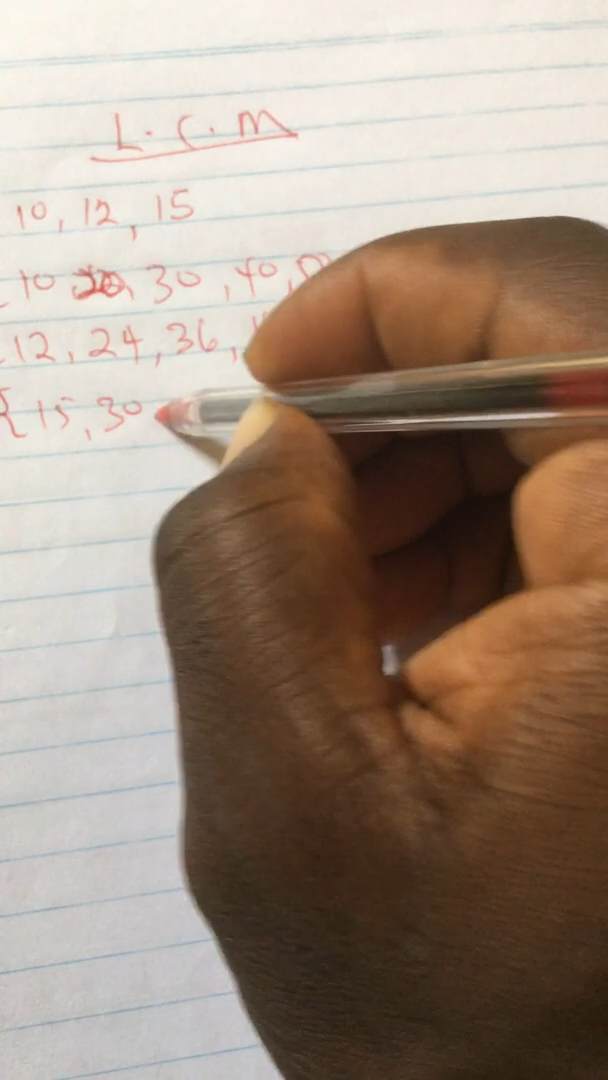 L.C.M
10, 12, 15
10 20, 30, 40,
12, 24, 36,
{15, 30